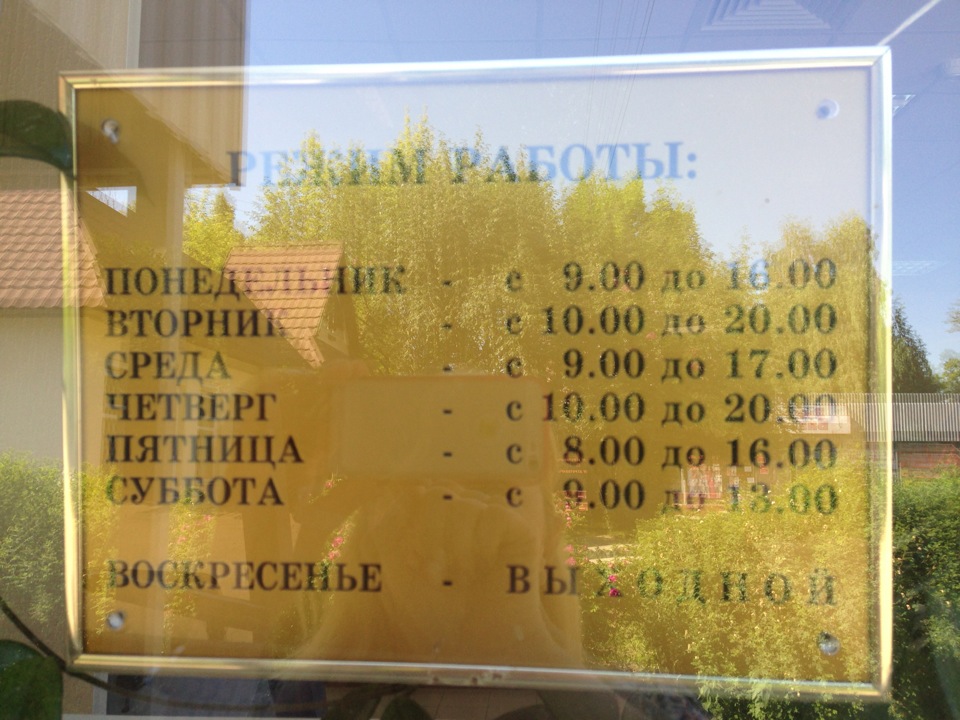 РЕЖИМ РАБОТЫ:
ПОНЕДЕЛЬНИК - с 9.00 до 16.00
ВТОРНИК - с 10.00 до 20.00
СРЕДА - с 9.00 до 17.00
ЧЕТВЕРГ - с 10.00 до 20.00
ПЯТНИЦА - с 8.00 до 16.00
СУББОТА - с 9.00 до 13.00
ВОСКРЕСЕНЬЕ - ВЫХОДНОЙ